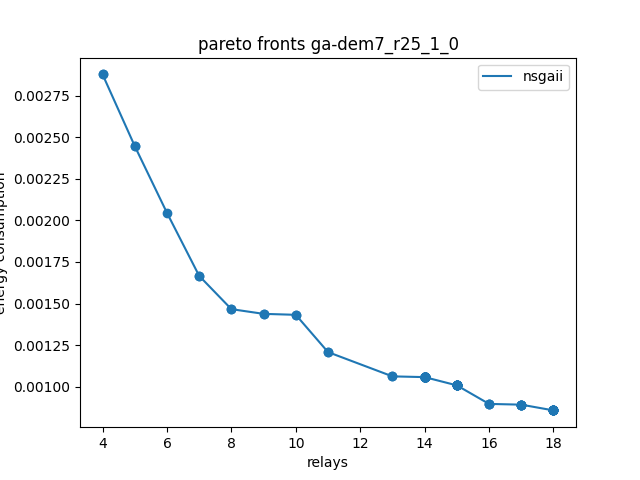 pareto fronts ga-dem7_r25_1_0
nsgaii
0.00275
0.00250
0.00225
0.00200
0.00175
0.00150
0.00125
0.00100
energy consumption
4 6 8 10 12 14 16 18
relays